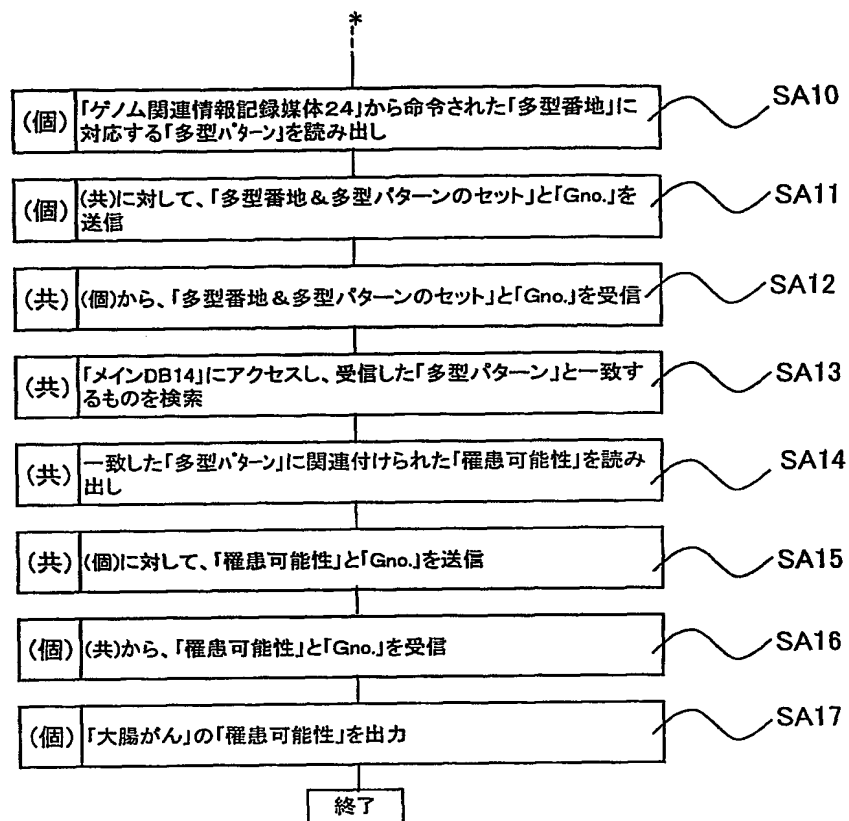 *
(個) 「ゲノム関連情報記録媒体24」から命令された「多型番地」に
対応する「多型パターン」を読み出し
SA10
(個) (共)に対して、「多型番地&多型パターンのセット」と「Gno.」を
送信
SA11
(共) (個)から、「多型番地&多型パターンのセット」と「Gno.」を受信
SA12
(共) 「メインDB14」にアクセスし、受信した「多型パターン」と一致す
るものを検索
SA13
(共) 一致した「多型パターン」に関連付けられた「罹患可能性」を読み
出し
SA14
(共) (個)に対して、「罹患可能性」と「Gno.」を送信
SA15
(個) (共)から、「罹患可能性」と「Gno.」を受信
SA16
(個) 「大腸がん」の「罹患可能性」を出力
SA17
終了